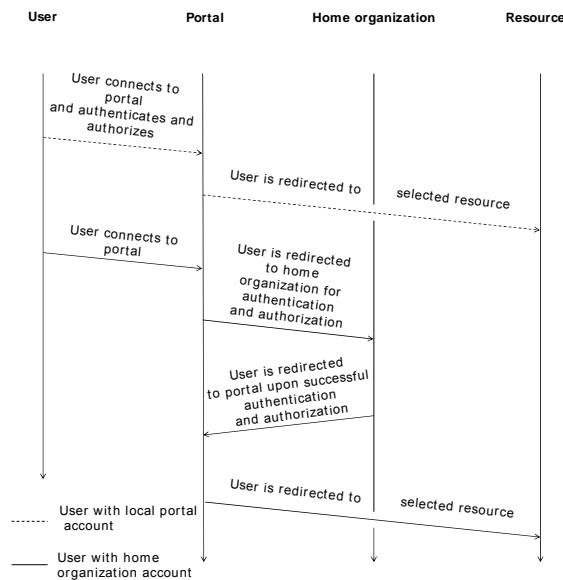 User
Portal
Home organization
Resource
User connects to
portal
and authenticates and
authorizes
User is redirected to
selected resource
User connects to
portal
User is redirected
to home
organization for
authentication
and authorization
User is redirected
to portal upon successful
authentication
and authorization
User is redirected to
selected resource
User with local portal
account
User with home
organization account